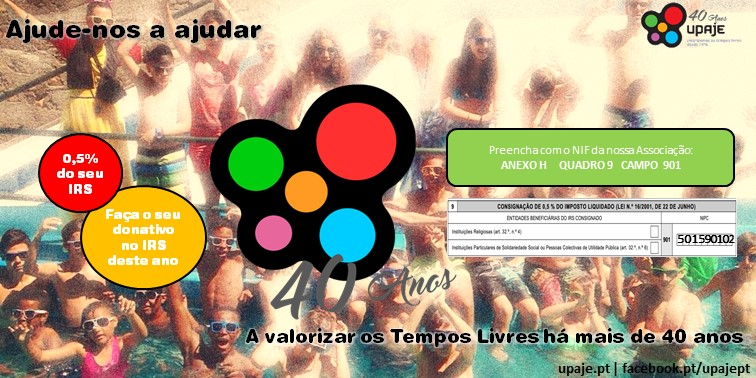 Ajude-nos a ajudar
40 Anos
upaje
0,5%
do seu
IRS
Faça o seu
donativo
no IRS
deste ano
Preencha com o NIF da nossa Associação:
ANEXO H QUADRO 9 CAMPO 901
9 CONSIGNAÇÃO DE 0,5 % DO IMPOSTO LIQUIDADO (LEI N.º 16/2001, DE 22 DE JUNHO)
ENTIDADES BENEFICIÁRIAS DO IRS CONSIGNADO NIPC
Instituições Religiosas (art. 32.º, n.º 4)
Instituições Particulares de Solidariedade Social ou Pessoas Colectivas de Utilidade Pública (art. 32.º, n.º 6)
901 501590102
40 Anos
A valorizar os Tempos Livres há mais de 40 anos
upaje.pt | facebook.pt/upajept